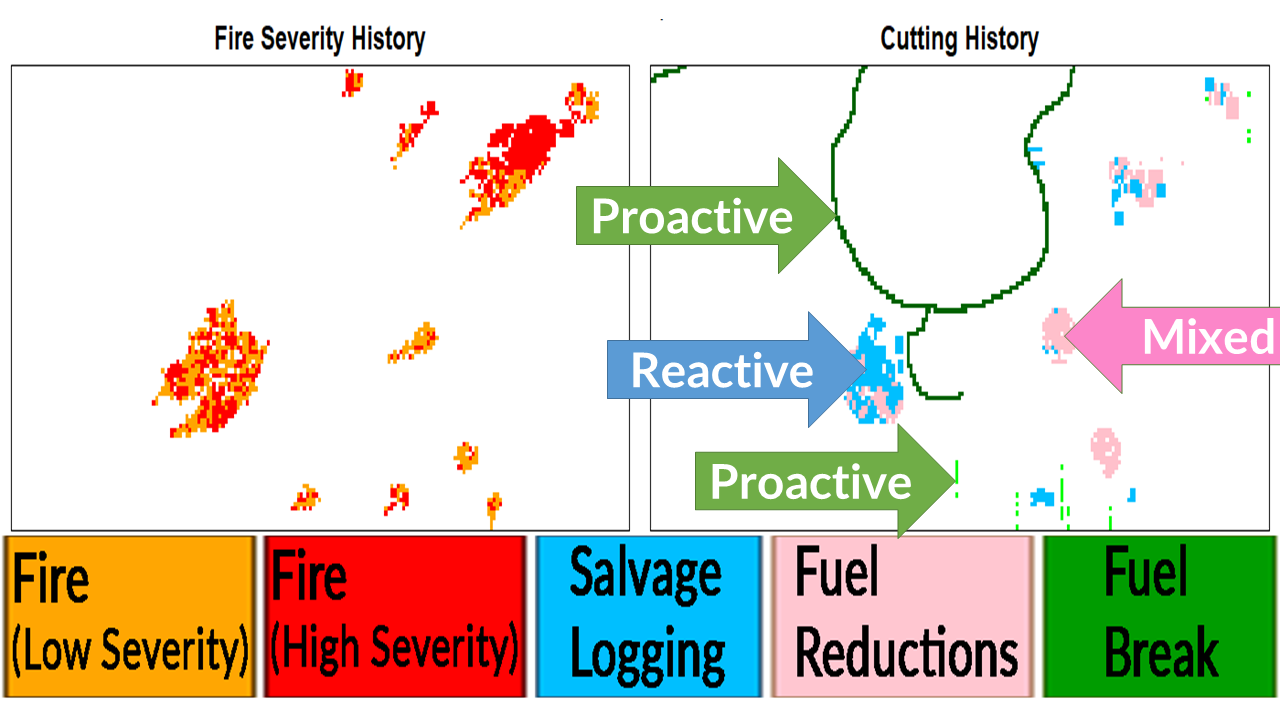 Fire Severity History
Cutting History
Proactive
Mixed
Reactive
Proactive
Fire
(Low Severity)
Fire
(High Severity)
Salvage
Logging
Fuel
Reductions
Fuel
Break